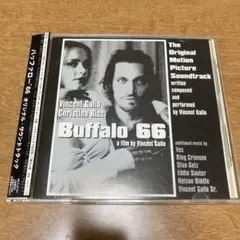 バッファロー'66 オリジナル・サウンドトラック
The
Original
Motion
Picture
Soundtrack
written
composed
and
performed
by Vincent Gallo
Vincent Gallo
Christina Ricci
Buffalo 66
a film by Vincent Gallo
additional music by
Yes
King Crimson
Stan Getz
Eddie Sauter
Nelson Riddle
Vincent Gallo Sr.